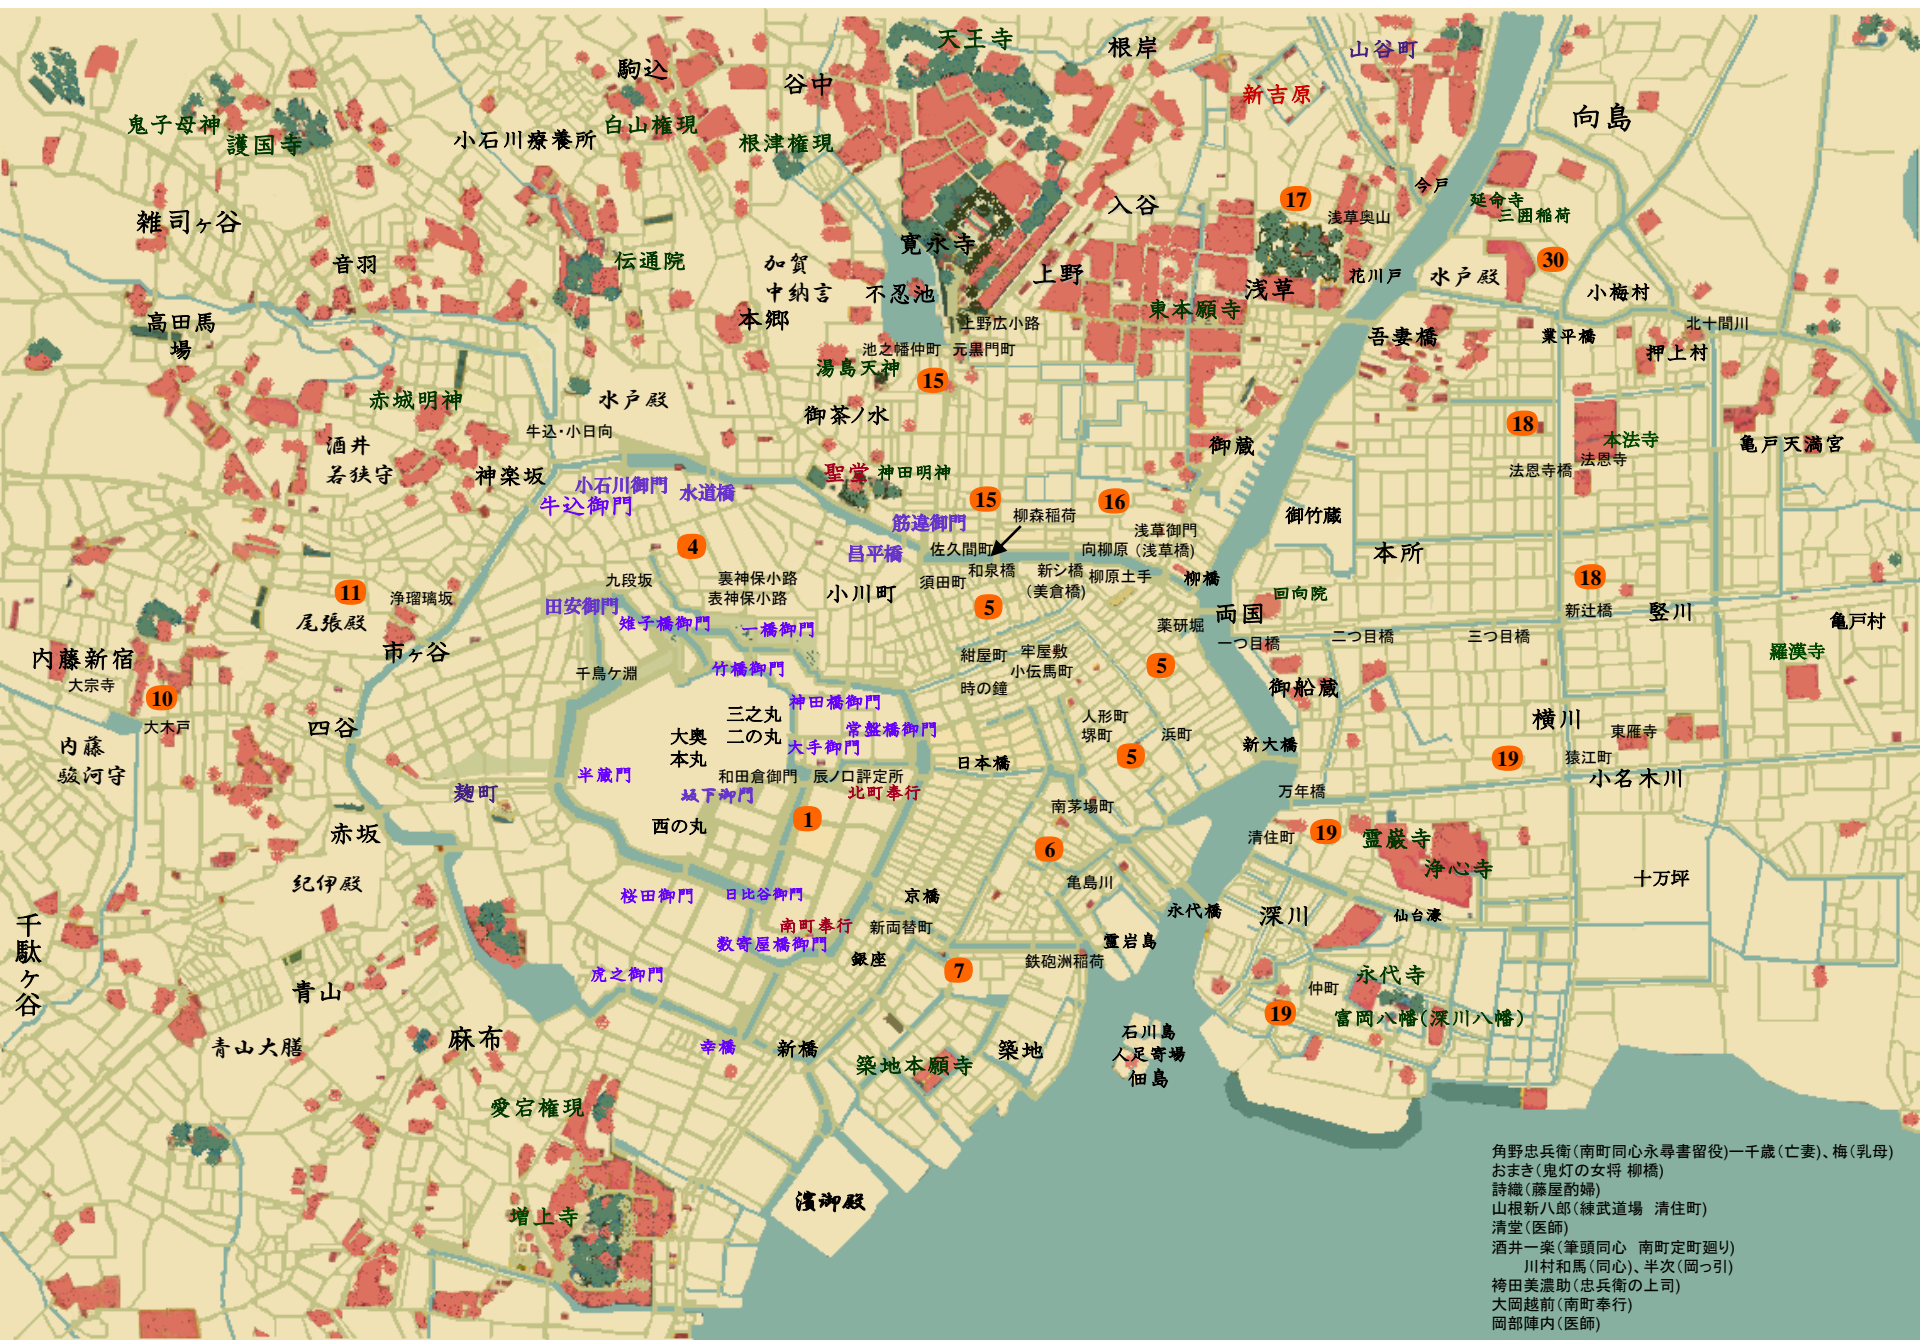 天王寺
根岸
山谷町
駒込
谷中
新吉原
向島
鬼子母神
護国寺
小石川療養所
白山権現
根津権現
今戸
延命寺
三囲稲荷
雑司ヶ谷
入谷
17
浅草奥山
音羽
伝通院
加賀
中納言
寛永寺
上野
浅草
花川戸
水戸殿
30
小梅村
不忍池
東本願寺
高田馬
場
本郷
上野広小路
吾妻橋
業平橋
北十間川
押上村
池之幡仲町
元黒門町
湯島天神
15
赤城明神
水戸殿
御茶ノ水
牛込・小日向
18
本法寺
法恩寺
法恩寺橋
亀戸天満宮
酒井
若狭守
神楽坂
御蔵
聖堂
神田明神
小石川御門
水道橋
牛込御門
15
16
柳森稲荷
御竹蔵
筋違御門
昌平橋
浅草御門
(浅草橋)
佐久間町
向柳原
本所
4
和泉橋
新シ橋
(美倉橋)
柳原土手
柳橋
九段坂
裏神保小路
表神保小路
小川町
須田町
5
11
浄瑠璃坂
尾張殿
田安御門
雉子橋御門
一橋御門
回向院
両国
18
新辻橋
竪川
亀戸村
薬研堀
一つ目橋
二つ目橋
三つ目橋
内藤新宿
大宗寺
市ヶ谷
竹橋御門
千鳥ケ淵
紺屋町
牢屋敷
小伝馬町
時の鐘
5
羅漢寺
10
大木戸
四谷
神田橋御門
三之丸
二の丸
大奥
本丸
常盤橋御門
大手御門
御船蔵
人形町
堺町
浜町
5
新大橋
横川
東雁寺
内藤
駿河守
半蔵門
和田倉御門
辰ノ口評定所
日本橋
19
猿江町
小名木川
麹町
坂下御門
北町奉行
1
南茅場町
万年橋
西の丸
赤坂
6
清住町
19
霊巌寺
浄心寺
紀伊殿
桜田御門
日比谷御門
京橋
亀島川
永代橋
十万坪
千駄ヶ谷
南町奉行
新両替町
数寄屋橋御門
深川
仙台濠
霊岩島
銀座
7
鉄砲洲稲荷
虎之御門
青山
永代寺
仲町
19
富岡八幡(深川八幡)
青山大膳
麻布
幸橋
新橋
築地本願寺
築地
石川島
人足寄場
佃島
愛宕権現
濱御殿
増上寺
角野忠兵衛(南町同心永尋書留役)ー千歳(亡妻)、梅(乳母)
おまき(鬼灯の女将 柳橋)
詩織(藤屋酌婦)
山根新八郎(練武道場 清住町)
清堂(医師)
酒井一楽(筆頭同心 南町定町廻り)
川村和馬(同心)、半次(岡っ引)
袴田美濃助(忠兵衛の上司)
大岡越前(南町奉行)
岡部陣内(医師)